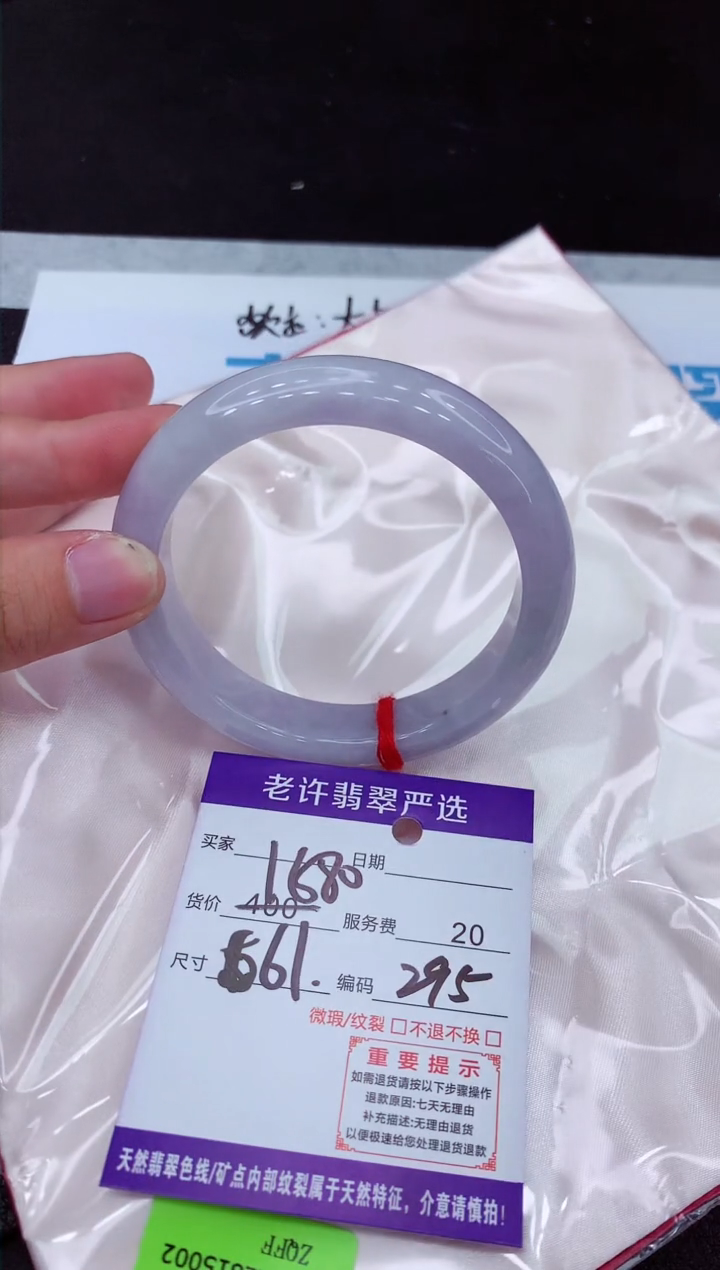 老许翡翠严选
买家 1680 日期
货价 400 服务费 20
尺寸 561. 编码 295
微瑕/纹裂 □ 不退不换 □
重要提示
如需退货请按以下步骤操作
退款原因:七天无理由
补充描述:无理由退货
以便极速给您处理退货退款
天然翡翠色线/矿点内部纹裂属于天然特征，介意请慎拍!
ZQFF